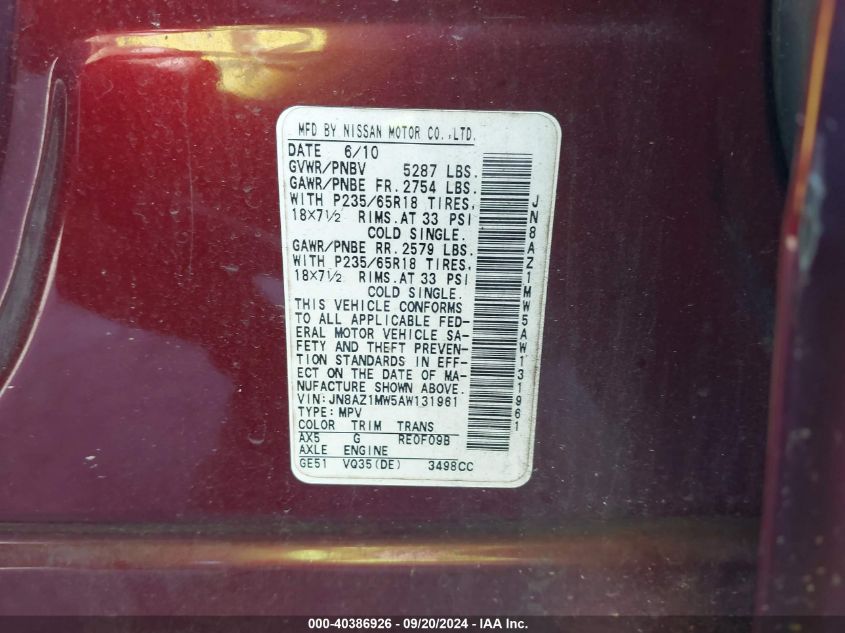 MFD BY NISSAN MOTOR CO.,LTD.
DATE 6/10
GVWR/PNBV 5287 LBS.
GAWR/PNBE FR. 2754 LBS.
WITH P235/65R18 TIRES,
18×7½ RIMS. AT 33 PSI
COLD SINGLE.
GAWR/PNBE RR. 2579 LBS.
WITH P235/65R18 TIRES,
18×7½ RIMS. AT 33 PSI
COLD SINGLE.
THIS VEHICLE CONFORMS
TO ALL APPLICABLE FED-
ERAL MOTOR VEHICLE SA-
FETY AND THEFT PREVEN-
TION STANDARDS IN EFF-
ECT ON THE DATE OF MA-
NUFACTURE SHOWN ABOVE.
VIN: JN8AZ1MW5AW131961
TYPE: MPV
COLOR TRIM TRANS
AX5 G RE0F09B
AXLE ENGINE
GE51 VQ35(DE) 3498CC
JN8AZ1MW5AW131961
000-40386926 - 09/20/2024 - IAA Inc.